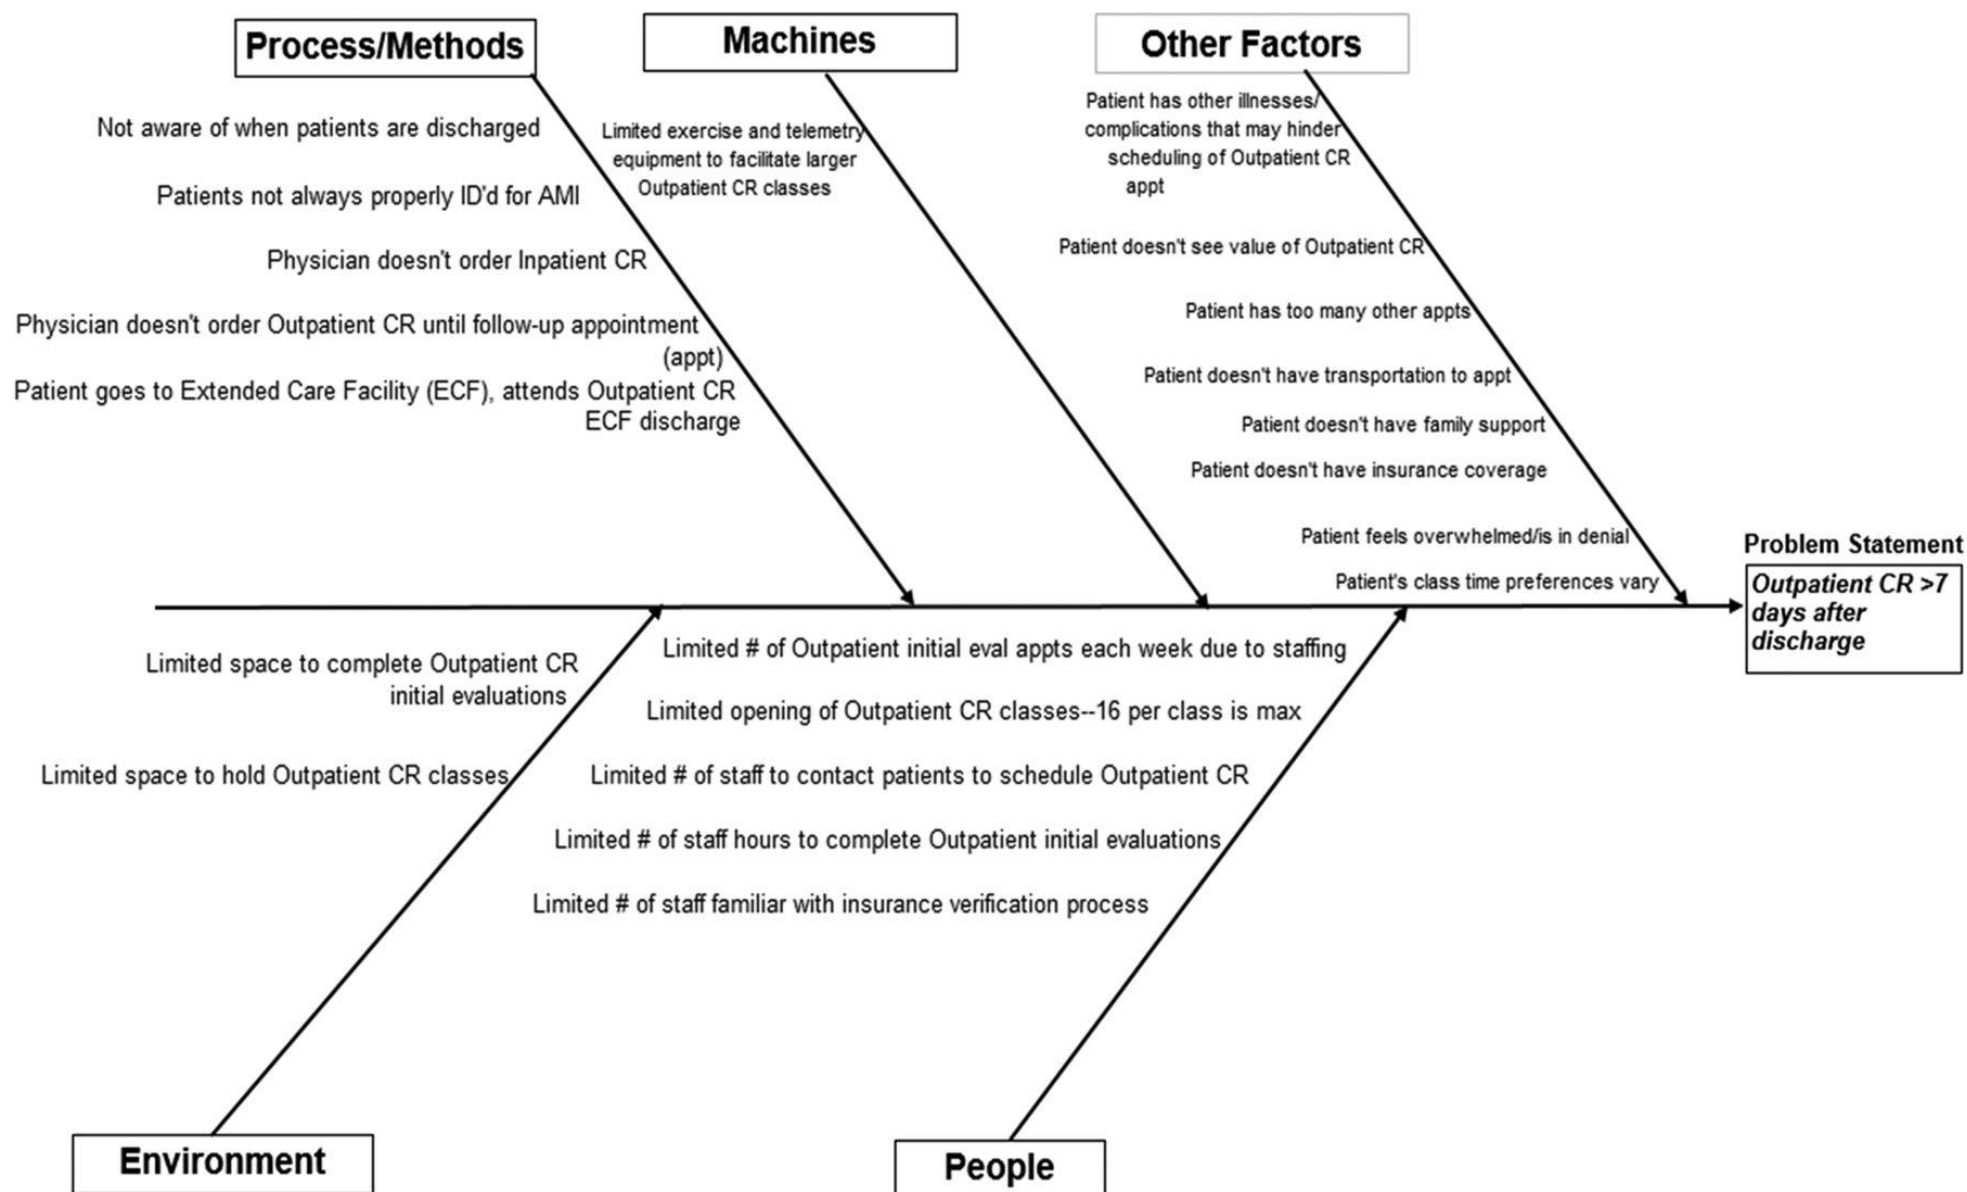 Process/Methods
Not aware of when patients are discharged
Patients not always properly ID'd for AMI
Physician doesn't order Inpatient CR
Physician doesn't order Outpatient CR until follow-up appointment
(appt)
Patient goes to Extended Care Facility (ECF), attends Outpatient CR
ECF discharge
Machines
Limited exercise and telemetry
equipment to facilitate larger
Outpatient CR classes
Other Factors
Patient has other illnesses/
complications that may hinder
scheduling of Outpatient CR
appt
Patient doesn't see value of Outpatient CR
Patient has too many other appts
Patient doesn't have transportation to appt
Patient doesn't have family support
Patient doesn't have insurance coverage
Patient feels overwhelmed/is in denial
Patient's class time preferences vary
Problem Statement
Outpatient CR >7
days after
discharge
Limited space to complete Outpatient CR
initial evaluations
Limited space to hold Outpatient CR classes
Environment
Limited # of Outpatient initial eval appts each week due to staffing
Limited opening of Outpatient CR classes--16 per class is max
Limited # of staff to contact patients to schedule Outpatient CR
Limited # of staff hours to complete Outpatient initial evaluations
Limited # of staff familiar with insurance verification process
People